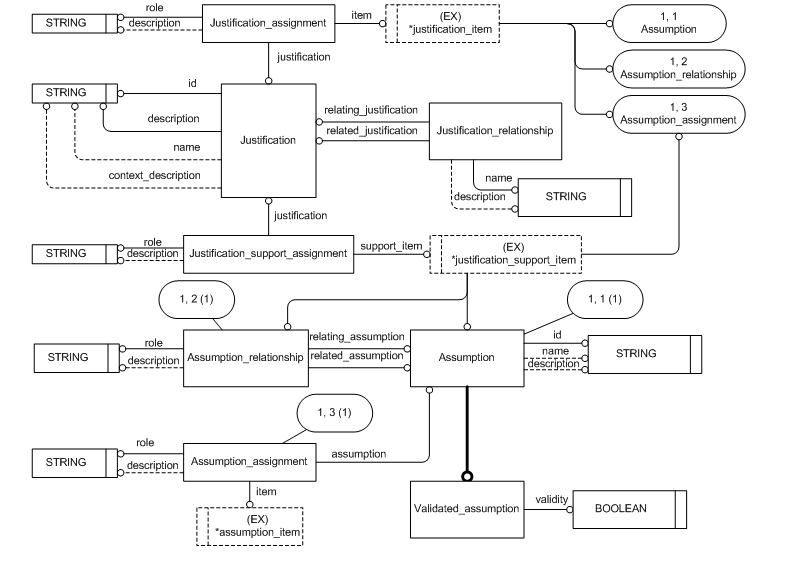 role
STRING
description
Justification_assignment
item
(EX)
*justification_item
1, 1
Assumption
justification
1, 2
Assumption_relationship
STRING
id
description
name
context_description
Justification
relating_justification
related_justification
Justification_relationship
1, 3
Assumption_assignment
name
description
STRING
justification
STRING
role
description
Justification_support_assignment
support_item
(EX)
*justification_support_item
1, 2 (1)
1, 1 (1)
STRING
role
description
Assumption_relationship
relating_assumption
related_assumption
Assumption
id
name
description
STRING
1, 3 (1)
STRING
role
description
Assumption_assignment
assumption
item
(EX)
*assumption_item
Validated_assumption
validity
BOOLEAN